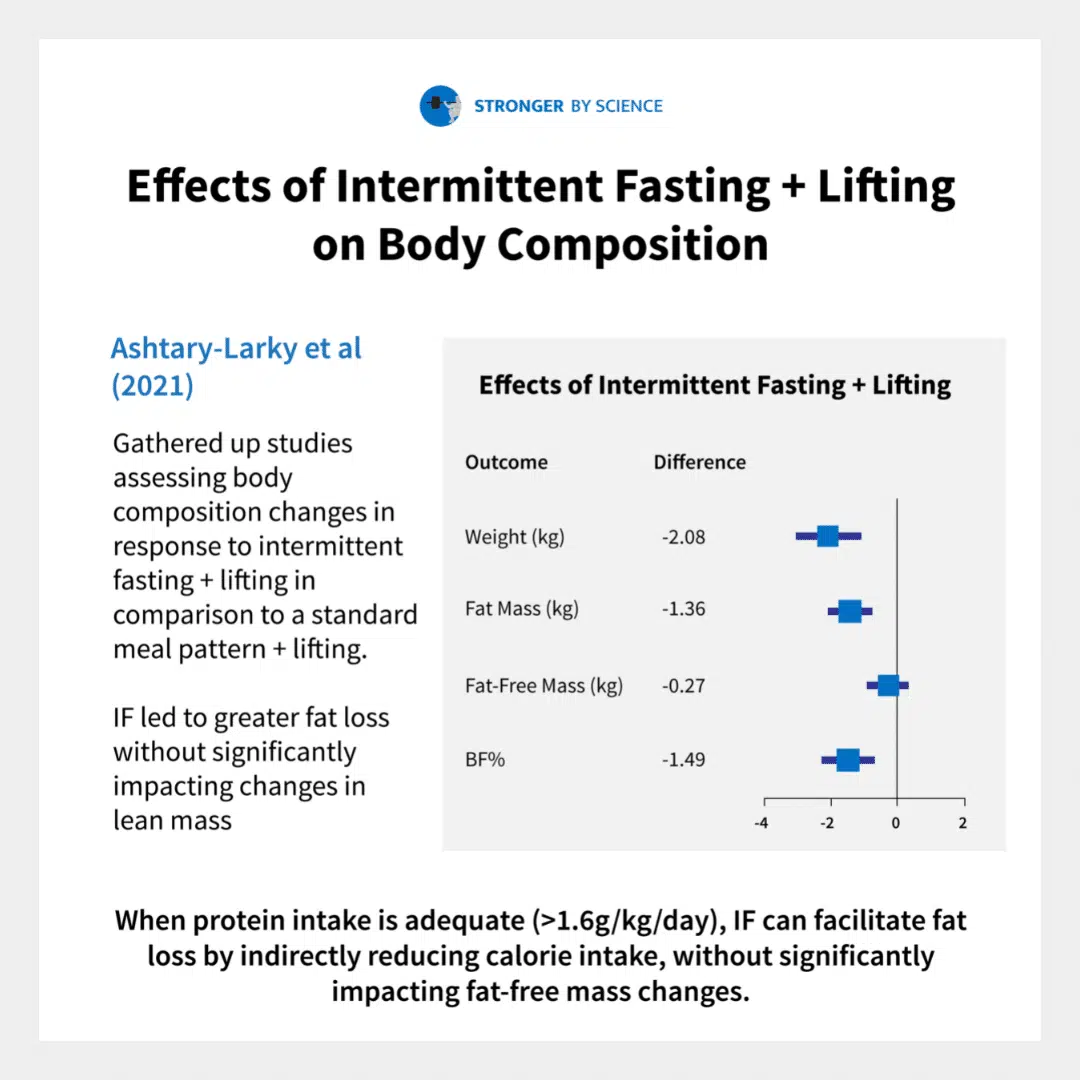 STRONGER BY SCIENCE
Effects of Intermittent Fasting + Lifting
on Body Composition
Ashtary-Larky et al
(2021)
Gathered up studies
assessing body
composition changes in
response to intermittent
fasting + lifting in
comparison to a standard
meal pattern + lifting.
IF led to greater fat loss
without significantly
impacting changes in
lean mass
Effects of Intermittent Fasting + Lifting
Outcome Difference
Weight (kg) -2.08
Fat Mass (kg) -1.36
Fat-Free Mass (kg) -0.27
BF% -1.49
-4 -2 0 2
When protein intake is adequate (>1.6g/kg/day), IF can facilitate fat
loss by indirectly reducing calorie intake, without significantly
impacting fat-free mass changes.